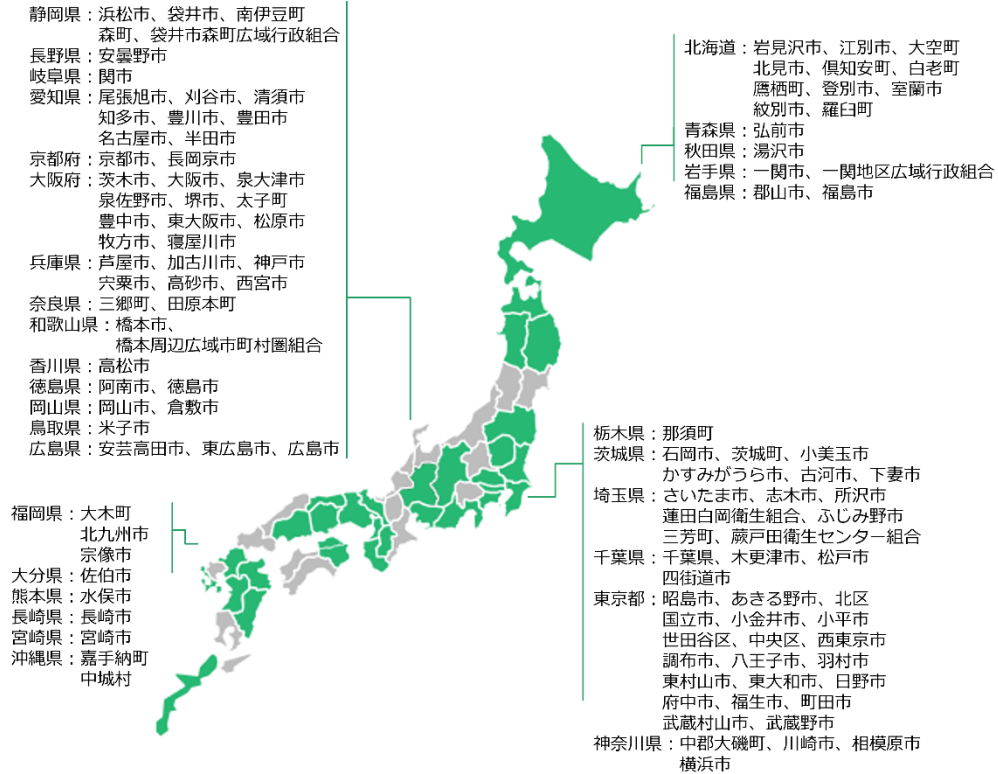 静岡県：浜松市、袋井市、南伊豆町
森町、袋井市森町広域行政組合
長野県：安曇野市
岐阜県：関市
愛知県：尾張旭市、刈谷市、清須市
知多市、豊川市、豊田市
名古屋市、半田市
京都府：京都市、長岡京市
大阪府：茨木市、大阪市、泉大津市
泉佐野市、堺市、太子町
豊中市、東大阪市、松原市
牧方市、寝屋川市
兵庫県：芦屋市、加古川市、神戸市
宍粟市、高砂市、西宮市
奈良県：三郷町、田原本町
和歌山県：橋本市、
橋本周辺広域市町村圏組合
香川県：高松市
徳島県：阿南市、徳島市
岡山県：岡山市、倉敷市
鳥取県：米子市
広島県：安芸高田市、東広島市、広島市
北海道：岩見沢市、江別市、大空町
北見市、倶知安町、白老町
鷹栖町、登別市、室蘭市
紋別市、羅臼町
青森県：弘前市
秋田県：湯沢市
岩手県：一関市、一関地区広域行政組合
福島県：郡山市、福島市
栃木県：那須町
茨城県：石岡市、茨城町、小美玉市
かすみがうら市、古河市、下妻市
埼玉県：さいたま市、志木市、所沢市
蓮田白岡衛生組合、ふじみ野市
三芳町、蕨戸田衛生センター組合
千葉県：千葉県、木更津市、松戸市
四街道市
東京都：昭島市、あきる野市、北区
国立市、小金井市、小平市
世田谷区、中央区、西東京市
調布市、八王子市、羽村市
東村山市、東大和市、日野市
府中市、福生市、町田市
武蔵村山市、武蔵野市
神奈川県：中郡大磯町、川崎市、相模原市
横浜市
福岡県：大木町
北九州市
宗像市
大分県：佐伯市
熊本県：水俣市
長崎県：長崎市
宮崎県：宮崎市
沖縄県：嘉手納町
中城村